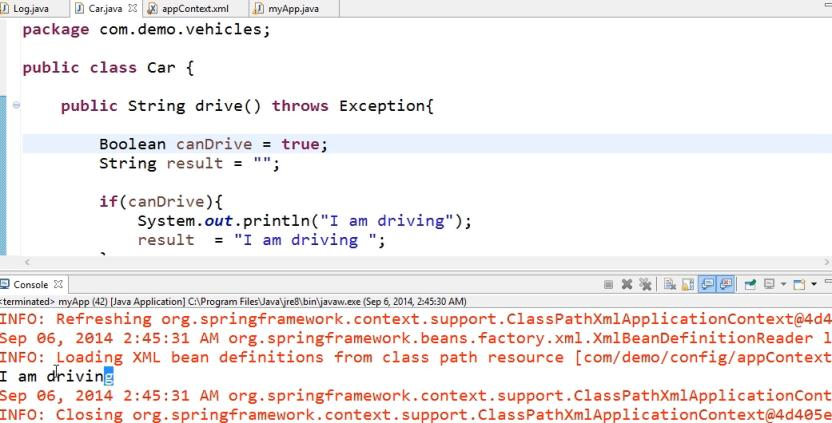 Log.java Car.java appContext.xml myApp.java
package com.demo.vehicles;
public class Car {
public String drive() throws Exception{
Boolean canDrive = true;
String result = "";
if(canDrive){
System.out.println("I am driving");
result = "I am driving ";
Console
<terminated> myApp (42) [Java Application] C:\Program Files\Java\jre8\bin\javaw.exe (Sep 6, 2014, 2:45:30 AM)
INFO: Refreshing org.springframework.context.support.ClassPathXmlApplicationContext@4d4
Sep 06, 2014 2:45:31 AM org.springframework.beans.factory.xml.XmlBeanDefinitionReader l
INFO: Loading XML bean definitions from class path resource [com/demo/config/appContext
I am driving
Sep 06, 2014 2:45:31 AM org.springframework.context.support.ClassPathXmlApplicationCont
INFO: Closing org.springframework.context.support.ClassPathXmlApplicationContext@4d405e